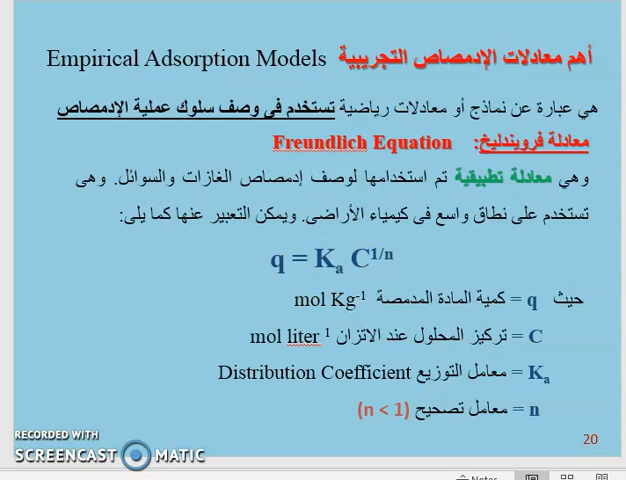 أهم معادلات الإدمصاص التجريبية Empirical Adsorption Models
هي عبارة عن نماذج أو معادلات رياضية تستخدم في وصف سلوك عملية الإدمصاص
معادلة فرويندليخ: Freundlich Equation
وهي معادلة تطبيقية تم استخدامها لوصف إدمصاص الغازات والسوائل. وهى
تستخدم على نطاق واسع فى كيمياء الأراضى. ويمكن التعبير عنها كما يلى:
q = Kₐ C¹/ⁿ
حيث q = كمية المادة المدمصة mol Kg⁻¹
C = تركيز المحلول عند الاتزان mol liter ¹
Kₐ = معامل التوزيع Distribution Coefficient
n = معامل تصحيح (n < 1)
20
RECORDED WITH
SCREENCAST MATIC
Notes